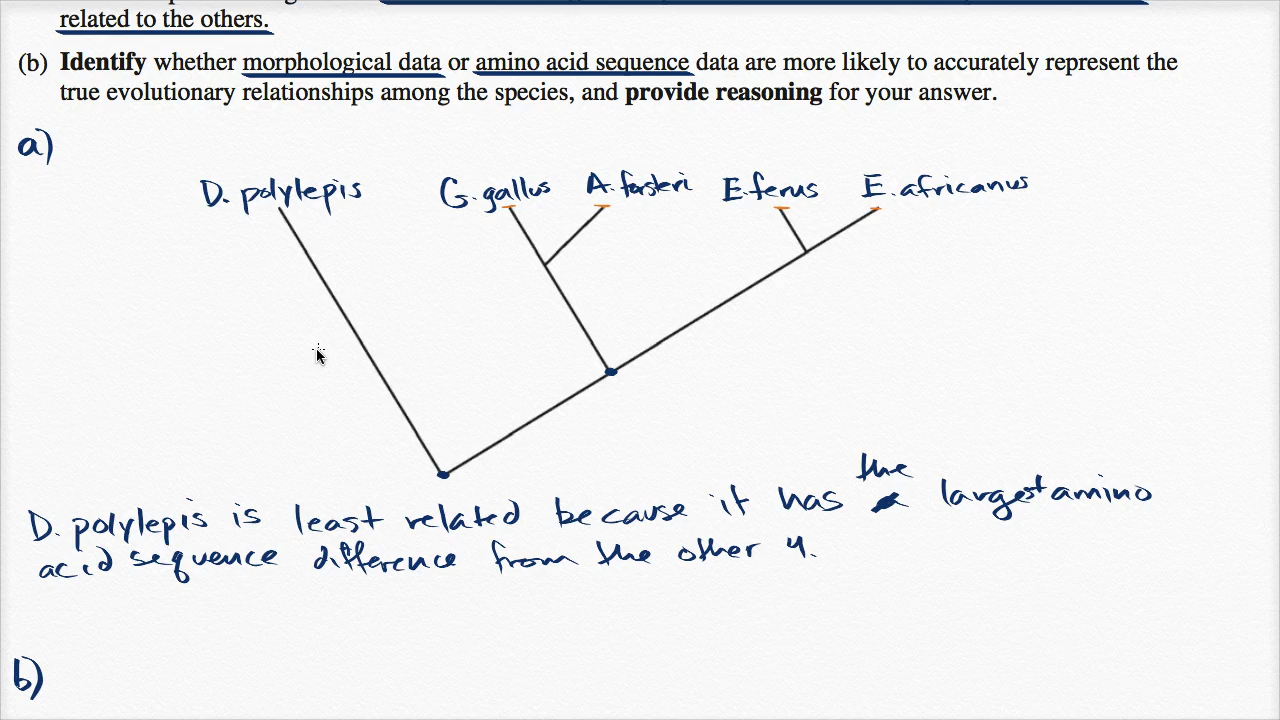 related to the others.
(b) Identify whether morphological data or amino acid sequence data are more likely to accurately represent the
true evolutionary relationships among the species, and provide reasoning for your answer.
a)
D. polylepis G. gallus A. forsteri E. ferus E. africanus
D. polylepis is least related because it has the largest amino
acid sequence difference from the other 4.
b)